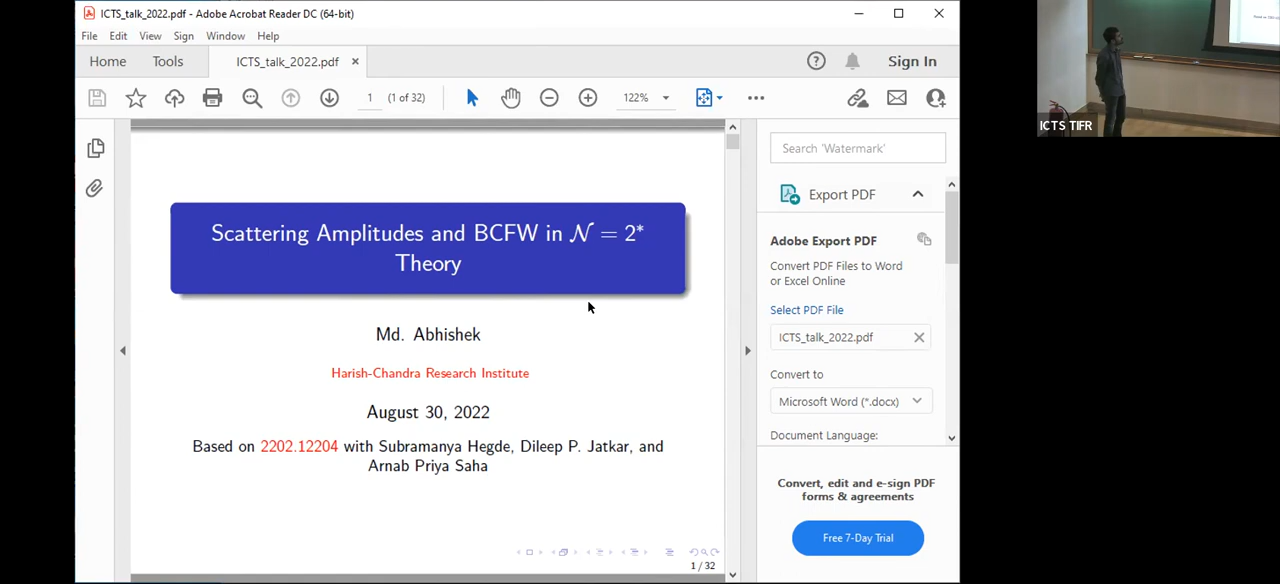 ICTS_talk_2022.pdf - Adobe Acrobat Reader DC (64-bit)
File Edit View Sign Window Help
Home Tools ICTS_talk_2022.pdf × Sign In
1 (1 of 32) 122%
Search 'Watermark'
Export PDF
Adobe Export PDF
Convert PDF Files to Word
or Excel Online
Select PDF File
ICTS_talk_2022.pdf
Convert to
Microsoft Word (*.docx)
Document Language:
Convert, edit and e-sign PDF
forms & agreements
Free 7-Day Trial
Scattering Amplitudes and BCFW in 𝒩 = 2*
Theory
Md. Abhishek
Harish-Chandra Research Institute
August 30, 2022
Based on 2202.12204 with Subramanya Hegde, Dileep P. Jatkar, and
Arnab Priya Saha
1 / 32
ICTS TIFR